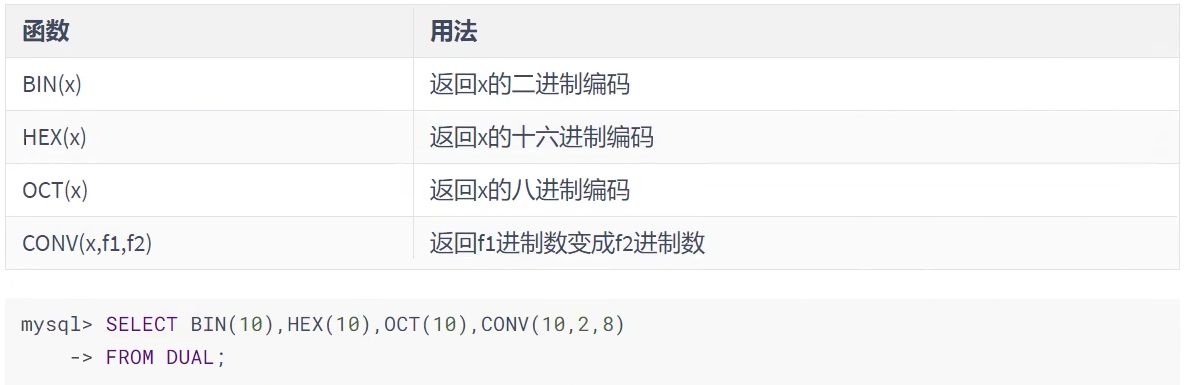 函数 用法
BIN(x) 返回x的二进制编码
HEX(x) 返回x的十六进制编码
OCT(x) 返回x的八进制编码
CONV(x,f1,f2) 返回f1进制数变成f2进制数
mysql> SELECT BIN(10),HEX(10),OCT(10),CONV(10,2,8)
-> FROM DUAL;